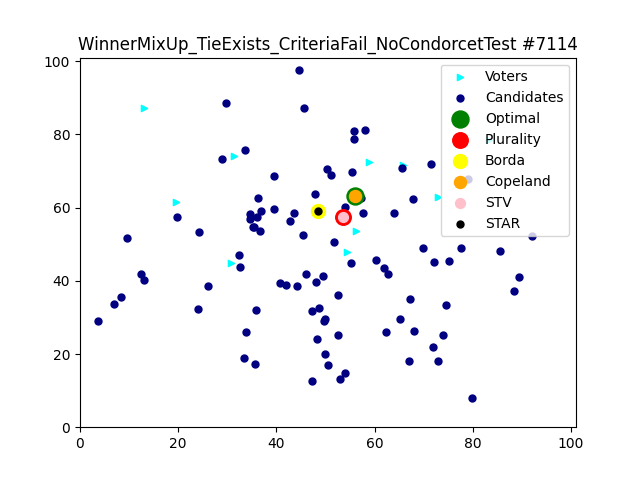 WinnerMixUp_TieExists_CriteriaFail_NoCondorcetTest #7114
100
80
60
40
20
0
0 20 40 60 80 100
Voters
Candidates
Optimal
Plurality
Borda
Copeland
STV
STAR